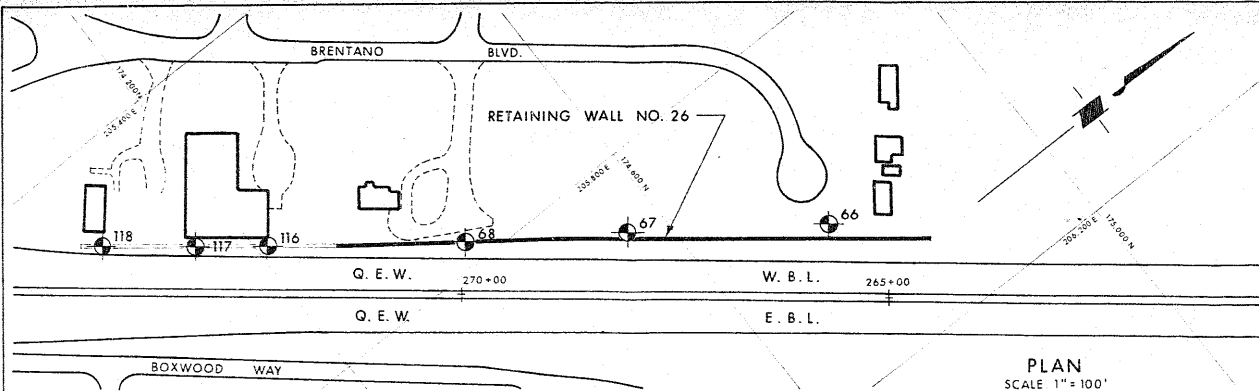 BRENTANO BLVD.
174,200 N
205,400 E
RETAINING WALL NO. 26
205,800 E
174,600 N
206,200 E
175,000 N
118
117
116
68
67
66
Q. E. W.
270+00
W. B. L.
265+00
Q. E. W.
E. B. L.
BOXWOOD WAY
PLAN
SCALE 1" = 100'